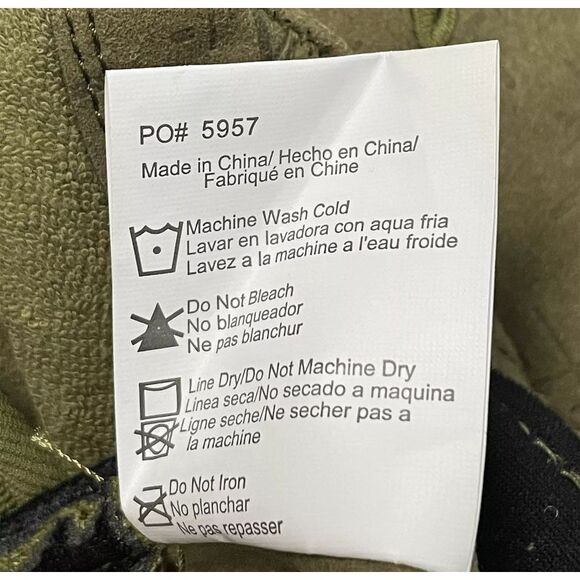 PO# 5957
Made in China/ Hecho en China/
Fabriqué en Chine
Machine Wash Cold
Lavar en lavadora con aqua fria
Lavez a la machine a l'eau froide
Do Not Bleach
No blanqueador
Ne pas blanchur
Line Dry/Do Not Machine Dry
Linea seca/No secado a maquina
Ligne seche/Ne secher pas a
la machine
Do Not Iron
No planchar
Ne pas repasser